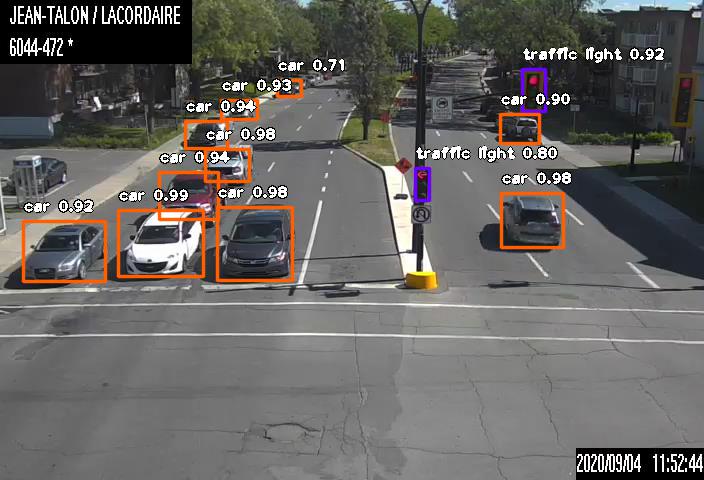 JEAN-TALON / LACORDAIRE
6044-472 *
car 0.71
traffic light 0.92
car 0.93
car 0.90
car 0.94
car 0.98
car 0.94
traffic light 0.80
car 0.99
car 0.98
car 0.98
car 0.92
2020/09/04 11:52:44